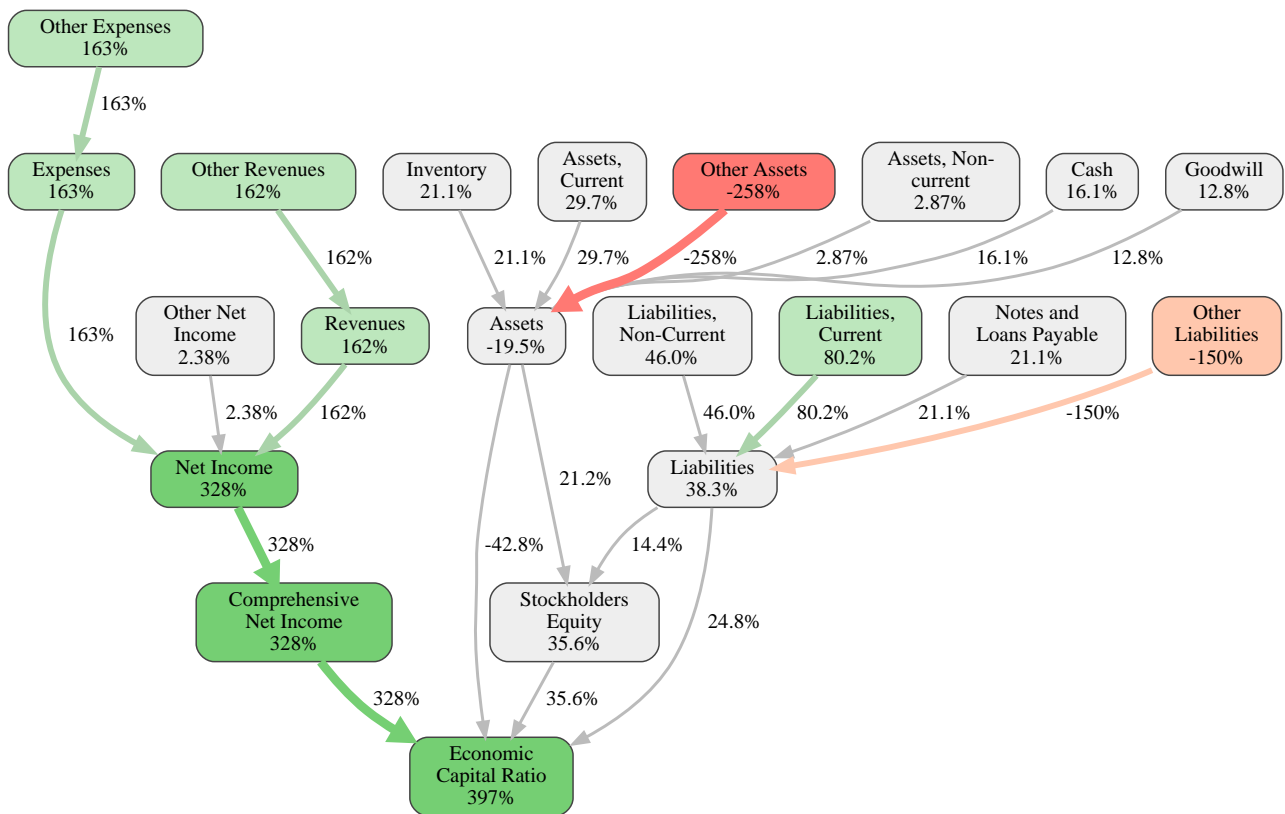 Other Expenses
163%
163%
Expenses
163%
Other Revenues
162%
Inventory
21.1%
Assets,
Current
29.7%
Other Assets
-258%
Assets, Non-
current
2.87%
Cash
16.1%
Goodwill
12.8%
162%
21.1%
29.7%
-258%
2.87%
16.1%
12.8%
163%
Other Net
Income
2.38%
Revenues
162%
Assets
-19.5%
Liabilities,
Non-Current
46.0%
Liabilities,
Current
80.2%
Notes and
Loans Payable
21.1%
Other
Liabilities
-150%
2.38%
162%
46.0%
80.2%
21.1%
-150%
Net Income
328%
21.2%
Liabilities
38.3%
328%
-42.8%
14.4%
Comprehensive
Net Income
328%
Stockholders
Equity
35.6%
24.8%
328%
35.6%
Economic
Capital Ratio
397%